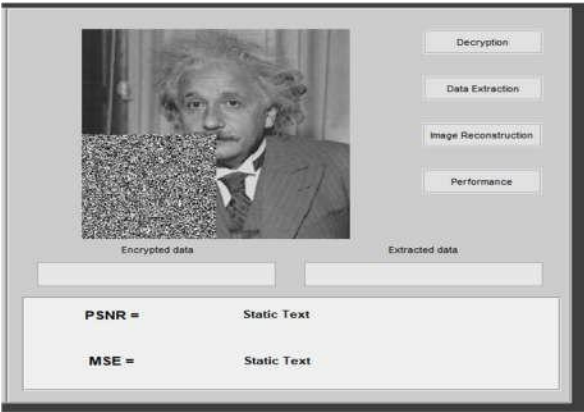 Decryption
Data Extraction
Image Reconstruction
Performance
Encrypted data
Extracted data
PSNR =
Static Text
MSE =
Static Text